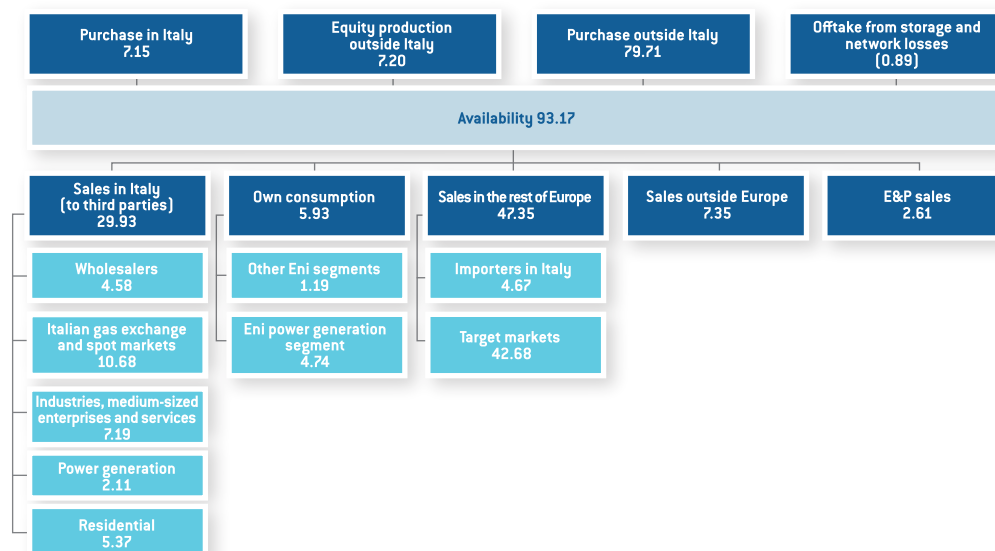 Purchase in Italy
7.15
Equity production
outside Italy
7.20
Purchase outside Italy
79.71
Offtake from storage and
network losses
(0.89)
Availability 93.17
Sales in Italy
(to third parties)
29.93
Own consumption
5.93
Sales in the rest of Europe
47.35
Sales outside Europe
7.35
E&P sales
2.61
Wholesalers
4.58
Other Eni segments
1.19
Importers in Italy
4.67
Italian gas exchange
and spot markets
10.68
Eni power generation
segment
4.74
Target markets
42.68
Industries, medium-sized
enterprises and services
7.19
Power generation
2.11
Residential
5.37